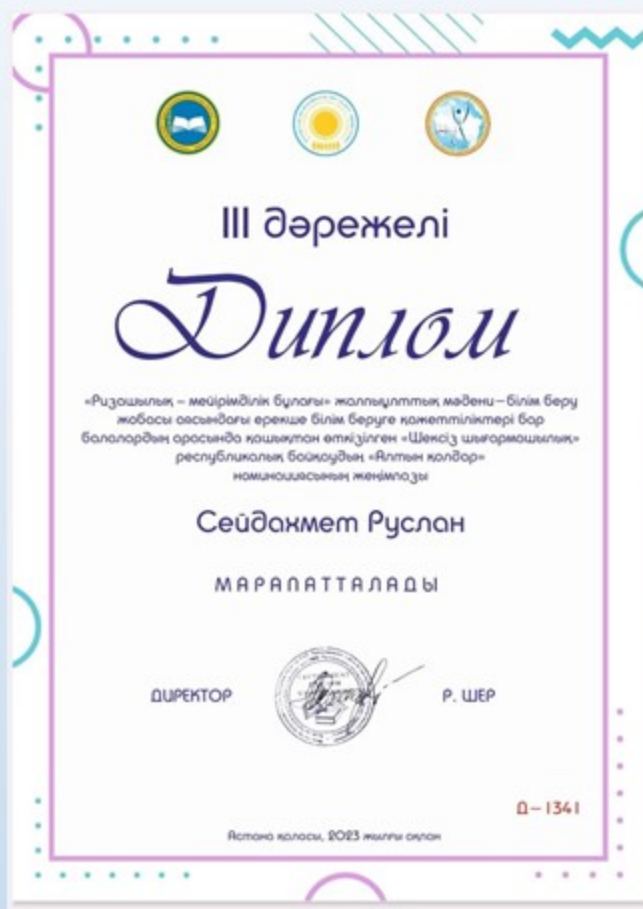 III дәрежелі
Диплом
«Ризашылық – мейірімділік бұлағы» жалпыұлттық мәдени–білім беру
жобасы аясындағы ерекше білім беруге қажеттіліктері бар
балалардың арасында қашықтан өткізілген «Шексіз шығармашылық»
республикалық байқаудың «Алтын қолдар»
номинациясының жеңімпазы
Сейдахмет Руслан
МАРАПАТТАЛАДЫ
ДИРЕКТОР
Р. ШЕР
Д–1341
Астана қаласы, 2023 жылғы ақпан